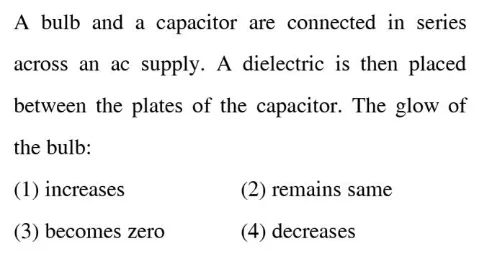 A bulb and a capacitor are connected in series
across an ac supply. A dielectric is then placed
between the plates of the capacitor. The glow of
the bulb:
(1) increases (2) remains same
(3) becomes zero (4) decreases